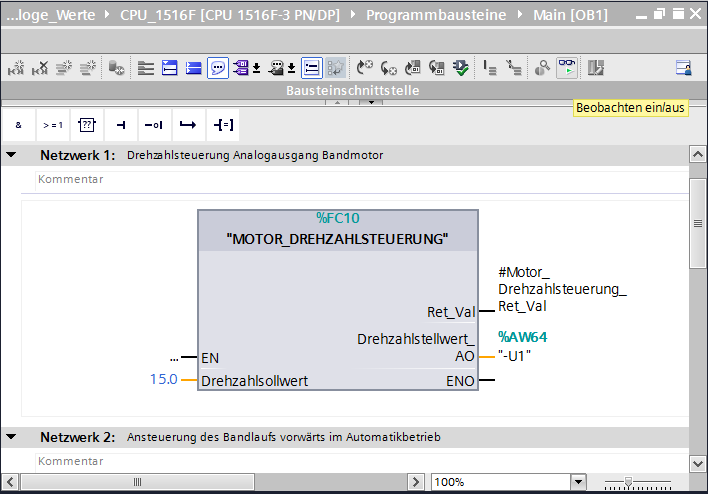 ...loge_Werte ▸ CPU_1516F [CPU 1516F-3 PN/DP] ▸ Programmbausteine ▸ Main [OB1]
Bausteinschnittstelle
Beobachten ein/aus
& >=1 ??
Netzwerk 1: Drehzahlsteuerung Analogausgang Bandmotor
Kommentar
%FC10
"MOTOR_DREHZAHLSTEUERUNG"
#Motor_
Drehzahlsteuerung_
Ret_Val Ret_Val
Drehzahlstellwert_ %AW64
... EN AO "-U1"
15.0 Drehzahlsollwert ENO
Netzwerk 2: Ansteuerung des Bandlaufs vorwärts im Automatikbetrieb
Kommentar
100%